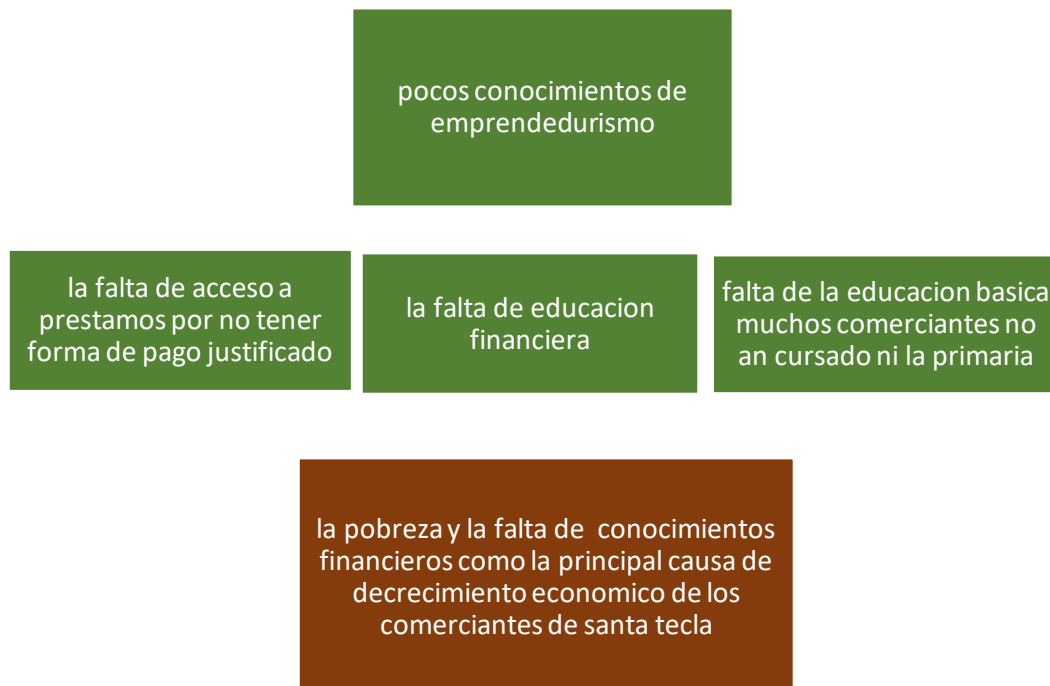 pocos conocimientos de
emprendedurismo
la falta de acceso a
prestamos por no tener
forma de pago justificado
la falta de educacion
financiera
falta de la educacion basica
muchos comerciantes no
an cursado ni la primaria
la pobreza y la falta de conocimientos
financieros como la principal causa de
decrecimiento economico de los
comerciantes de santa tecla